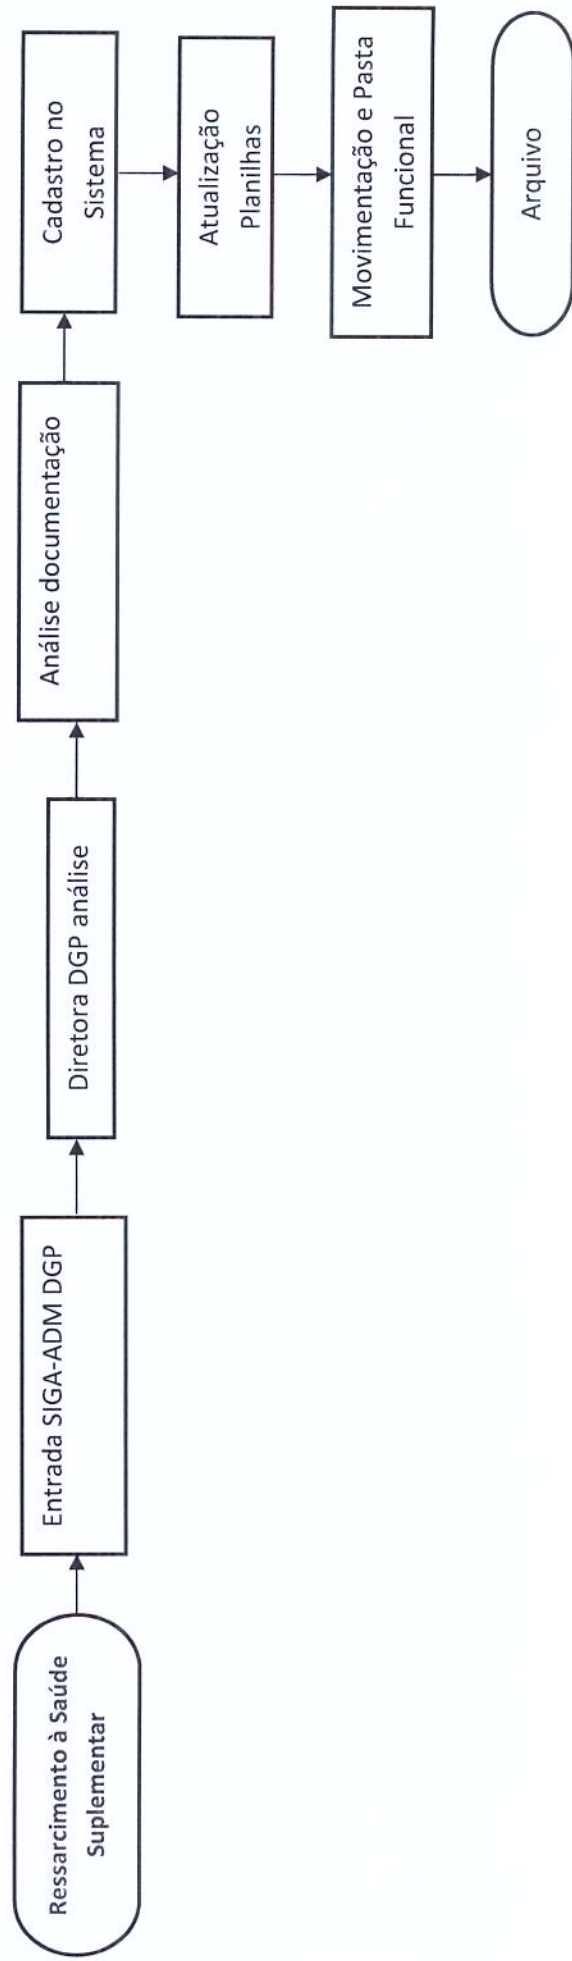 Ressarcimento à Saúde
Suplementar
Entrada SIGA-ADM DGP
Diretora DGP análise
Análise documentação
Cadastro no
Sistema
Atualização
Planilhas
Movimentação e Pasta
Funcional
Arquivo